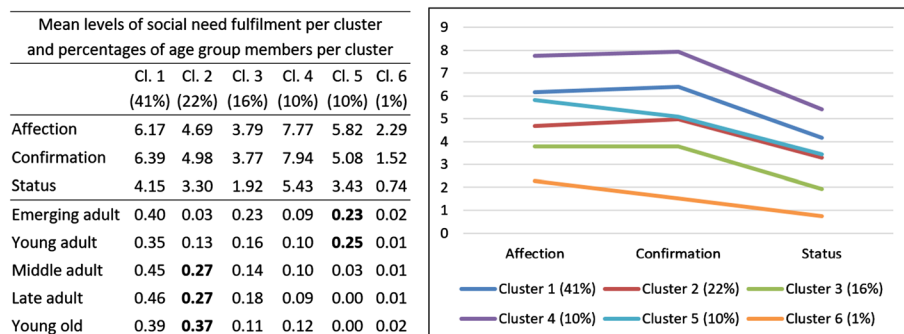 Mean levels of social need fulfilment per cluster
and percentages of age group members per cluster
Cl. 1 Cl. 2 Cl. 3 Cl. 4 Cl. 5 Cl. 6
(41%) (22%) (16%) (10%) (10%) (1%)
Affection 6.17 4.69 3.79 7.77 5.82 2.29
Confirmation 6.39 4.98 3.77 7.94 5.08 1.52
Status 4.15 3.30 1.92 5.43 3.43 0.74
Emerging adult 0.40 0.03 0.23 0.09 0.23 0.02
Young adult 0.35 0.13 0.16 0.10 0.25 0.01
Middle adult 0.45 0.27 0.14 0.10 0.03 0.01
Late adult 0.46 0.27 0.18 0.09 0.00 0.01
Young old 0.39 0.37 0.11 0.12 0.00 0.02
9
8
7
6
5
4
3
2
1
0
Affection Confirmation Status
Cluster 1 (41%) Cluster 2 (22%) Cluster 3 (16%)
Cluster 4 (10%) Cluster 5 (10%) Cluster 6 (1%)